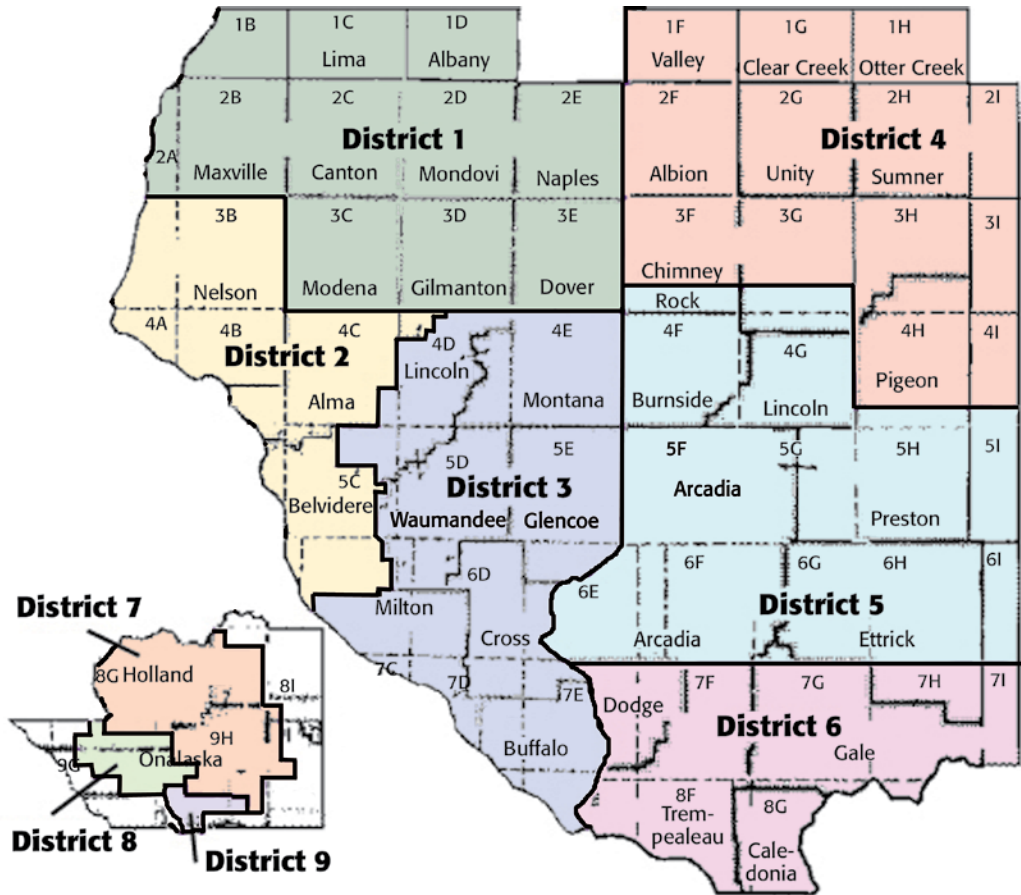 1B
1C
1D
1F
1G
1H
Lima
Albany
Valley
Clear Creek
Otter Creek
2A
2B
2C
2D
2E
2F
2G
2H
2I
District 1
District 4
Maxville
Canton
Mondovi
Naples
Albion
Unity
Sumner
3B
3C
3D
3E
3F
3G
3H
3I
Nelson
Modena
Gilmanton
Dover
Chimney
Rock
4A
4B
4C
4D
4E
4F
4G
4H
4I
District 2
Lincoln
Pigeon
Alma
Montana
Burnside
Lincoln
5C
5D
5E
5F
5G
5H
5I
District 3
Arcadia
Belvidere
Waumandee
Glencoe
Preston
6D
6E
6F
6G
6H
6I
District 5
Milton
Cross
Arcadia
Ettrick
7C
7D
7E
7F
7G
7H
7I
Dodge
District 6
Buffalo
Gale
8F
8G
Trem-
pealeau
Cale-
donia
District 7
8G
Holland
8I
9G
9H
Onalaska
District 8
District 9